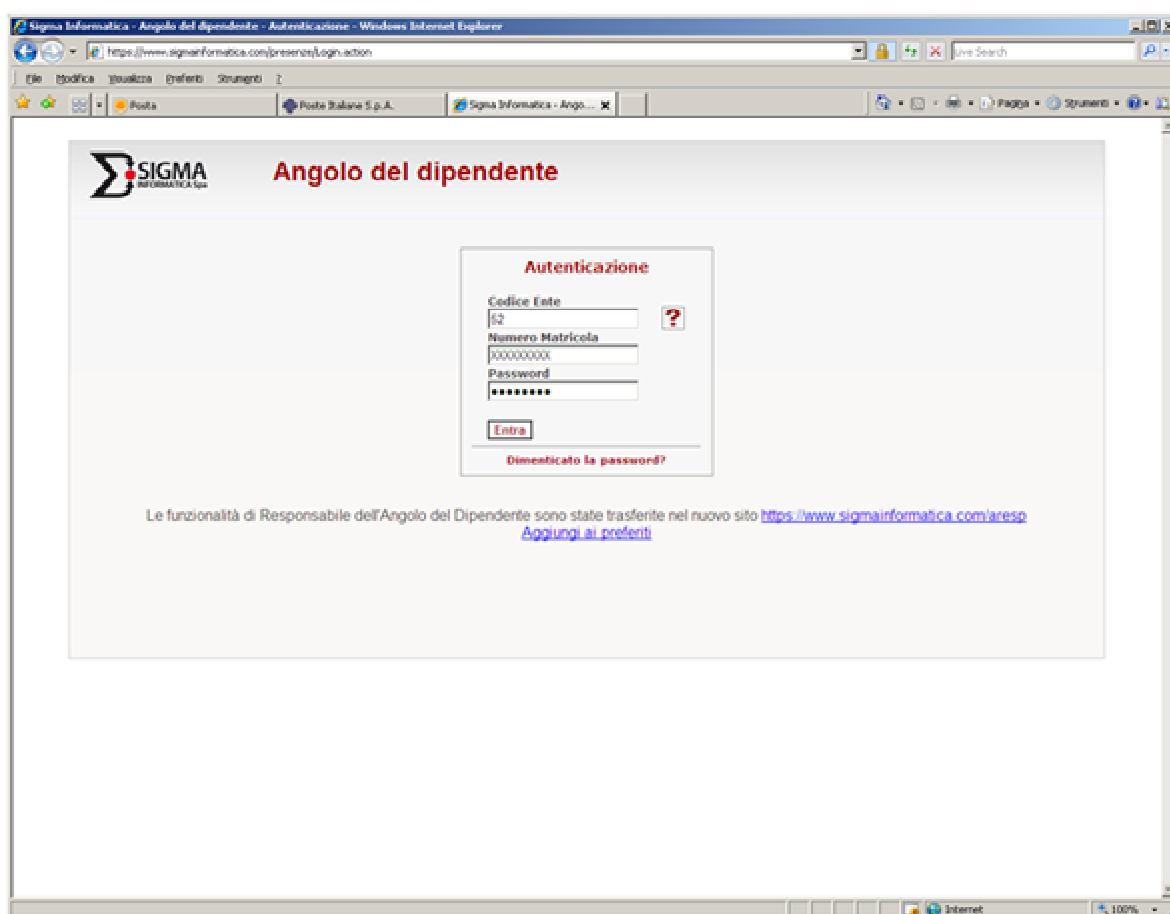 Sigma Informatica - Angolo del dipendente - Autenticazione - Windows Internet Explorer
https://www.sigmainformatica.com/presenze/Login.action
Live Search
File Modifica Visualizza Preferiti Strumenti ?
Posta
Poste Italiane S.p.A.
Sigma Informatica - Ango...
Pagina
Strumenti
SIGMA
INFORMATICA Spa
Angolo del dipendente
Autenticazione
Codice Ente
62
?
Numero Matricola
XXXXXXXXX
Password
••••••••
Entra
Dimenticato la password?
Le funzionalità di Responsabile dell'Angolo del Dipendente sono state trasferite nel nuovo sito https://www.sigmainformatica.com/aresp
Aggiungi ai preferiti
Internet
100%